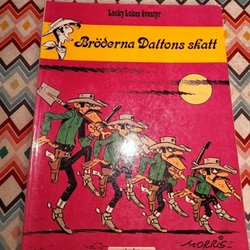 Lucky Lukes äventyr
Bröderna Daltons skatt
MORRIS